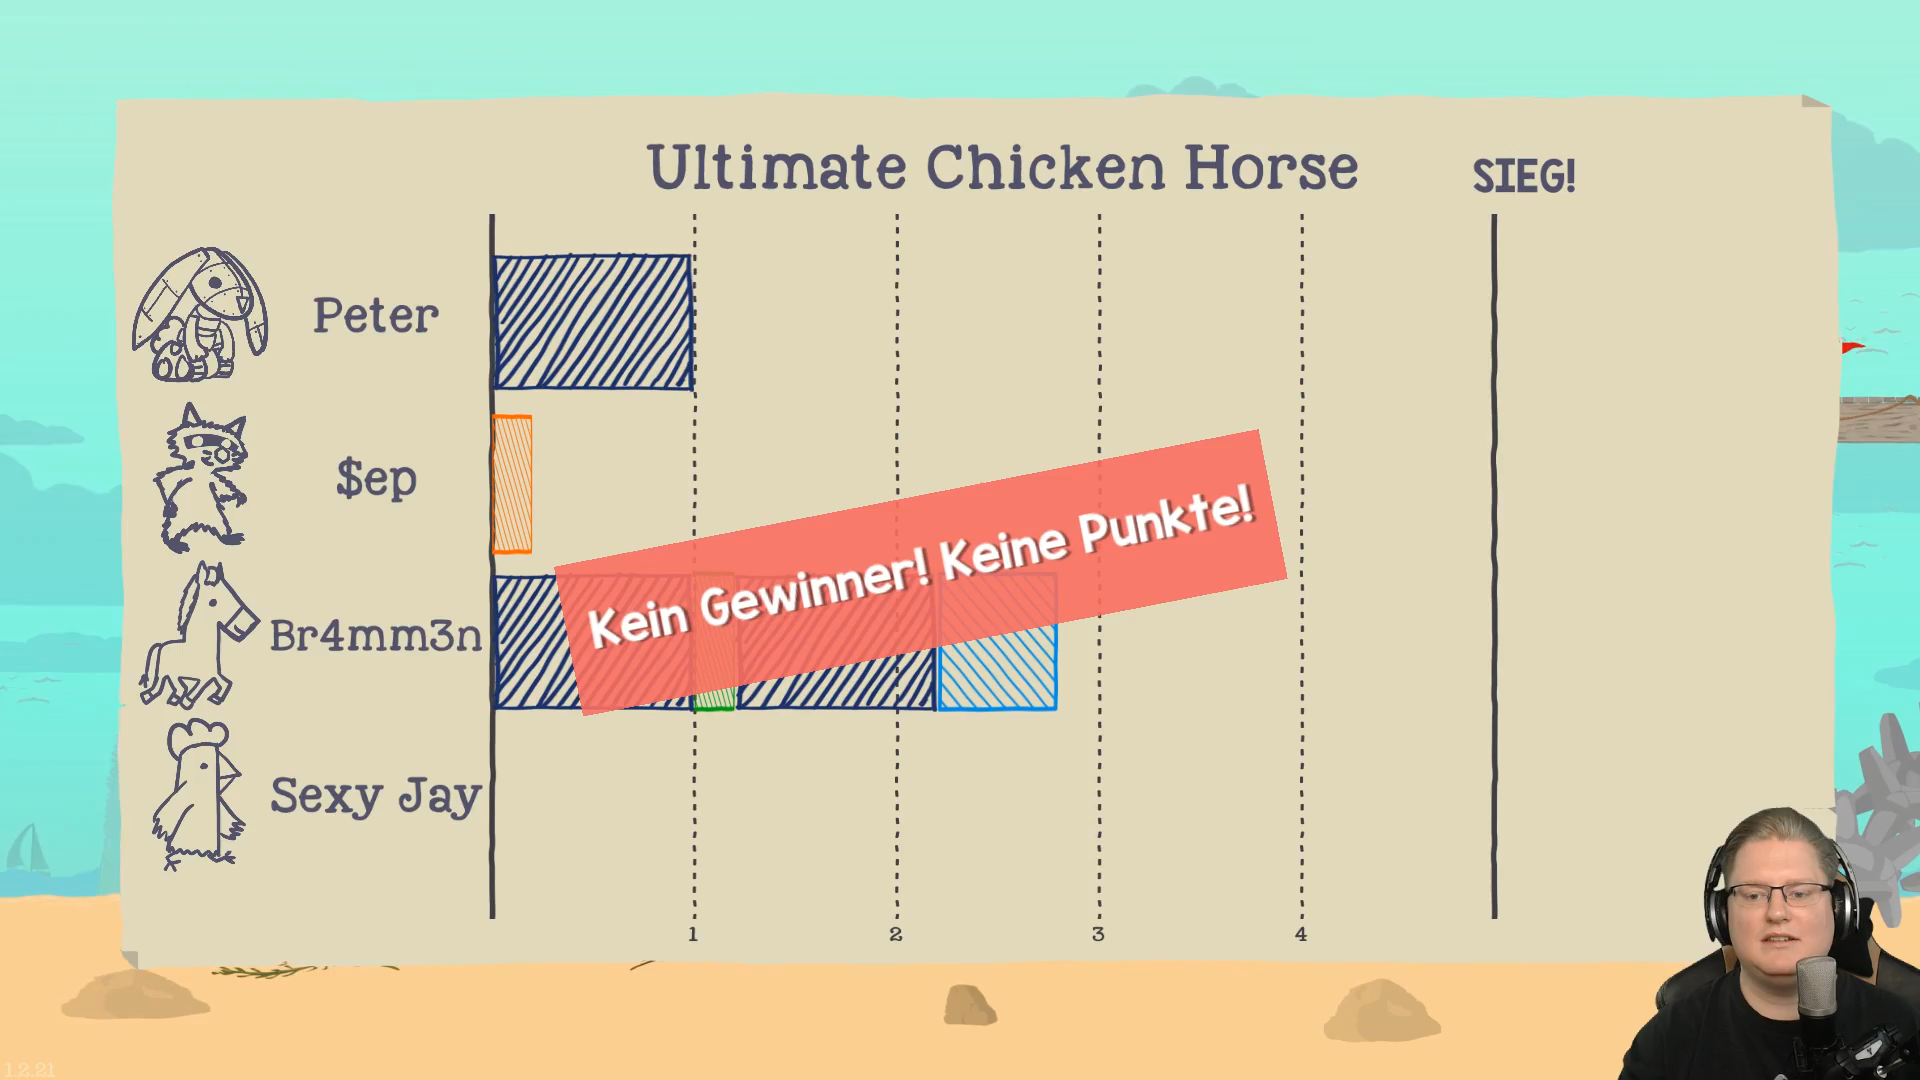 Ultimate Chicken Horse
SIEG!
Peter
$ep
Kein Gewinner! Keine Punkte!
Br4mm3n
Sexy Jay
1 2 3 4
1.2.21